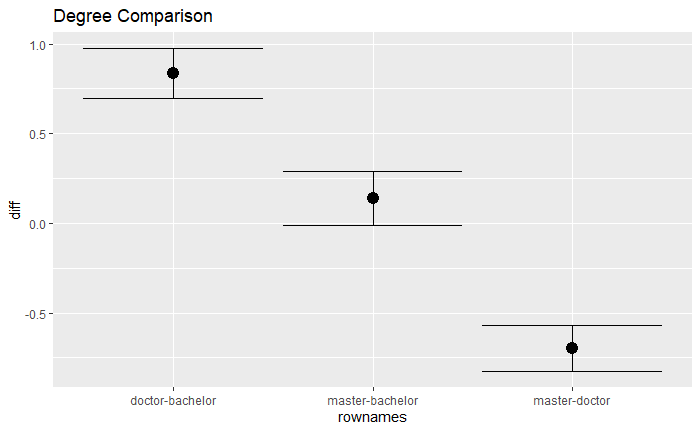 Degree Comparison
1.0
0.5
0.0
-0.5
diff
doctor-bachelor master-bachelor master-doctor
rownames